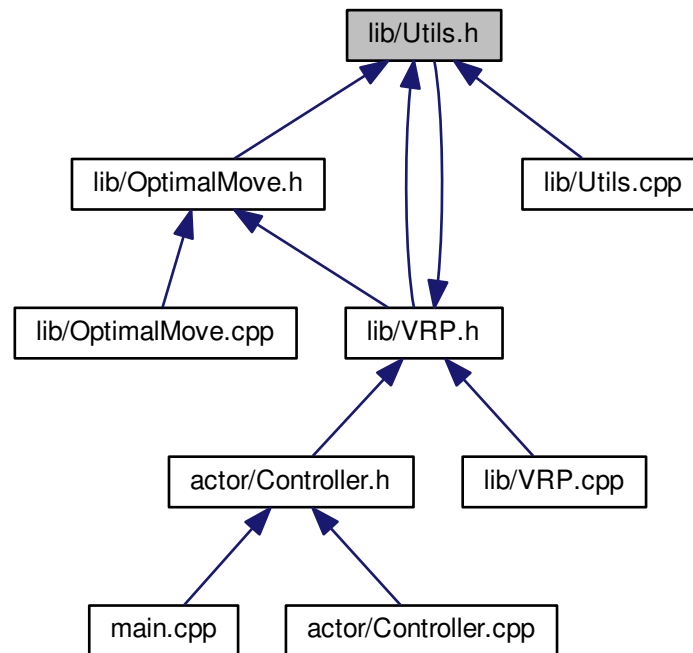 lib/Utils.h
lib/OptimalMove.h
lib/Utils.cpp
lib/OptimalMove.cpp
lib/VRP.h
actor/Controller.h
lib/VRP.cpp
main.cpp
actor/Controller.cpp